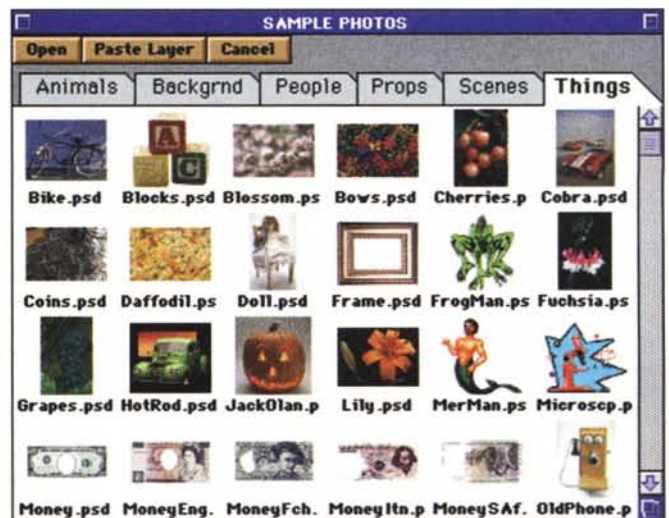 SAMPLE PHOTOS
Open Paste Layer Cancel
Animals Backgrnd People Props Scenes Things
Bike.psd Blocks.psd Blossom.ps Bows.psd Cherries.p Cobra.psd
Coins.psd Daffodil.ps Doll.psd Frame.psd FrogMan.ps Fuchsia.ps
Grapes.psd HotRod.psd JackOlan.p Lily.psd MerMan.ps Microscp.p
Money.psd MoneyEng. MoneyFch. MoneyItn.p MoneySAf. OldPhone.p